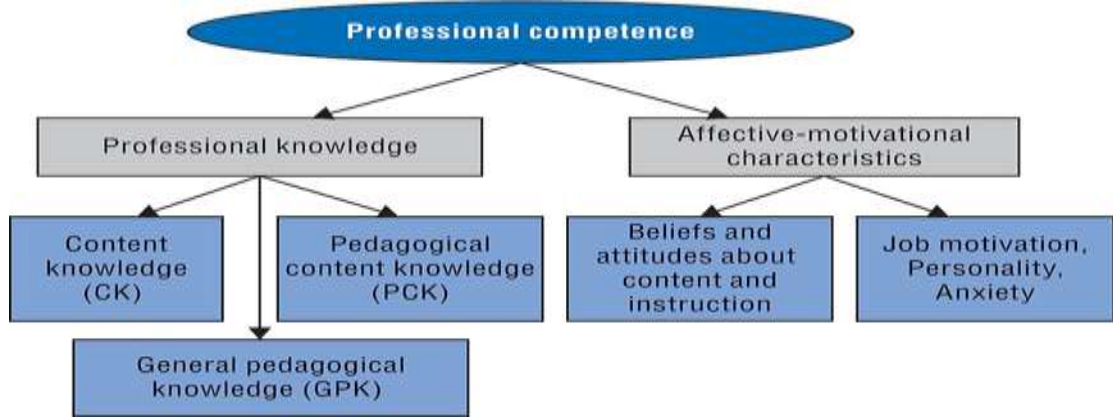 Professional competence
Professional knowledge
Affective-motivational
characteristics
Content
knowledge
(CK)
Pedagogical
content knowledge
(PCK)
Beliefs and
attitudes about
content and
instruction
Job motivation,
Personality,
Anxiety
General pedagogical
knowledge (GPK)